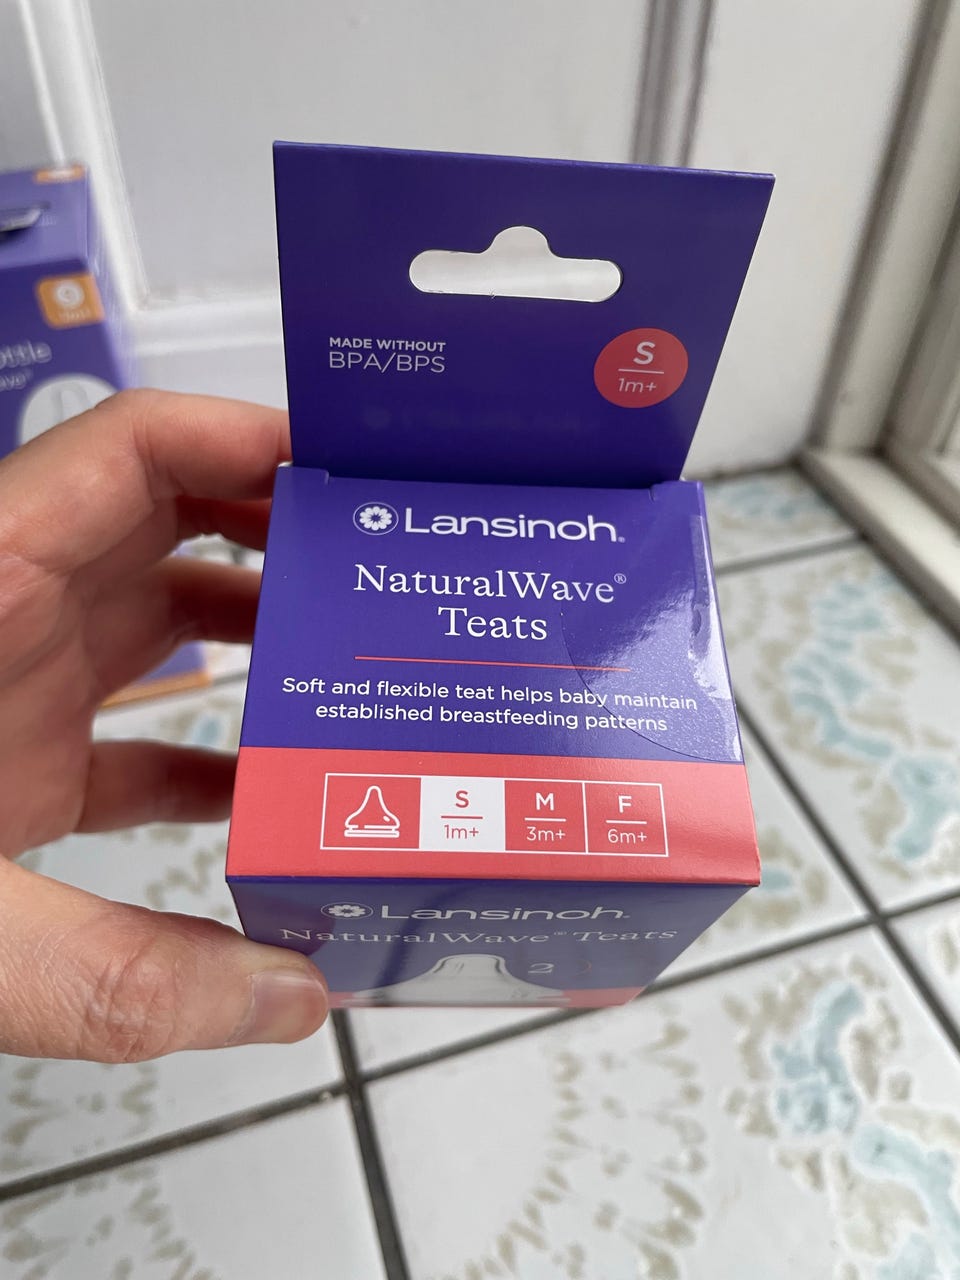 MADE WITHOUT
BPA/BPS
S
1m+
Lansinoh®
NaturalWave®
Teats
Soft and flexible teat helps baby maintain
established breastfeeding patterns
S M F
1m+ 3m+ 6m+
Lansinoh®
NaturalWave® Teats
2